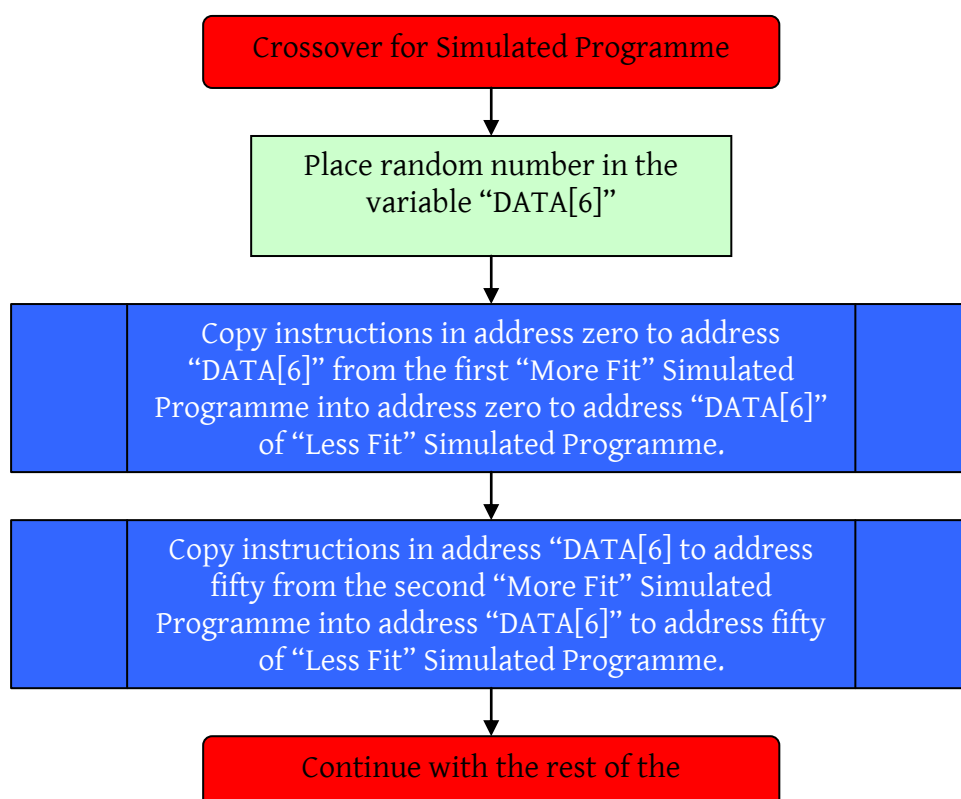 Crossover for Simulated Programme
Place random number in the
variable “DATA[6]”
Copy instructions in address zero to address
“DATA[6]” from the first “More Fit” Simulated
Programme into address zero to address “DATA[6]”
of “Less Fit” Simulated Programme.
Copy instructions in address “DATA[6] to address
fifty from the second “More Fit” Simulated
Programme into address “DATA[6]” to address fifty
of “Less Fit” Simulated Programme.
Continue with the rest of the